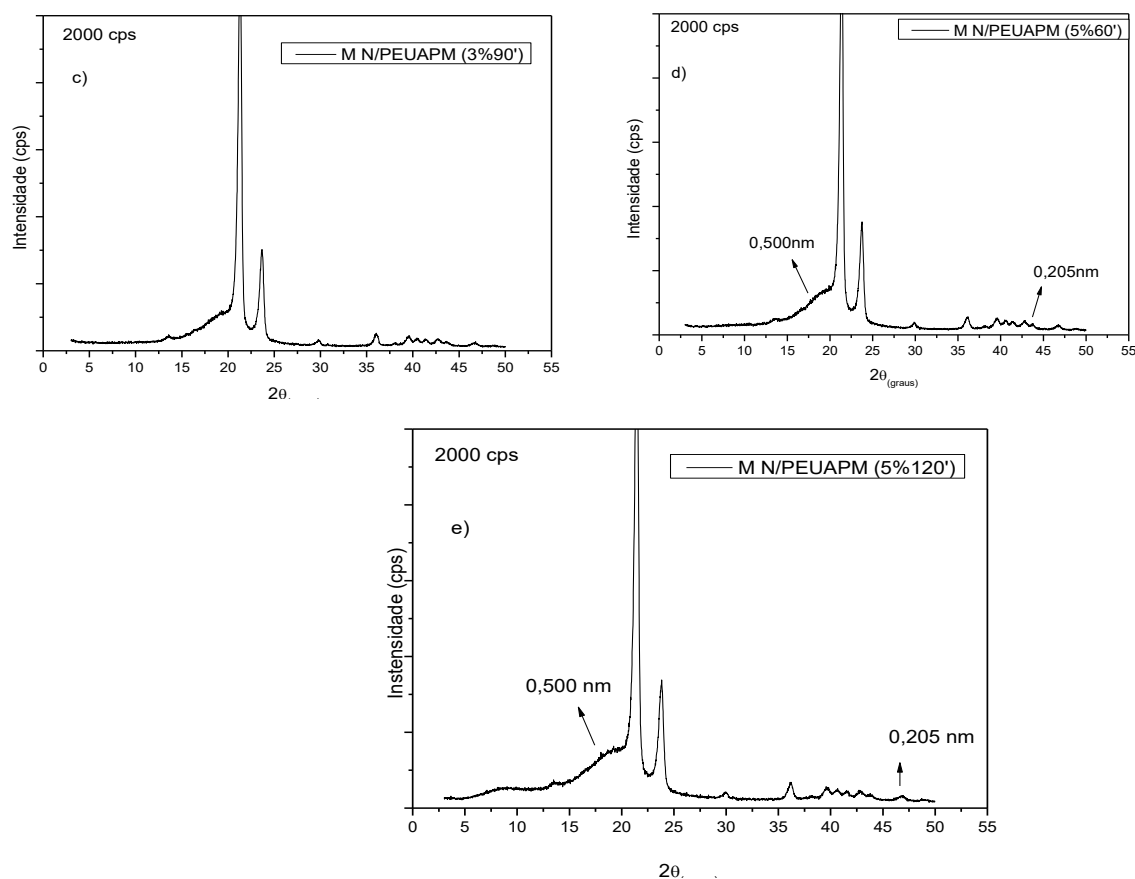 2000 cps
M N/PEUAPM (3%90')
c)
Intensidade (cps)
0 5 10 15 20 25 30 35 40 45 50 55
2θ
2000 cps
M N/PEUAPM (5%60')
d)
Intensidade (cps)
0,500nm
0,205nm
0 5 10 15 20 25 30 35 40 45 50 55
2θ(graus)
2000 cps
M N/PEUAPM (5%120')
e)
Instensidade (cps)
0,500 nm
0,205 nm
0 5 10 15 20 25 30 35 40 45 50 55
2θ